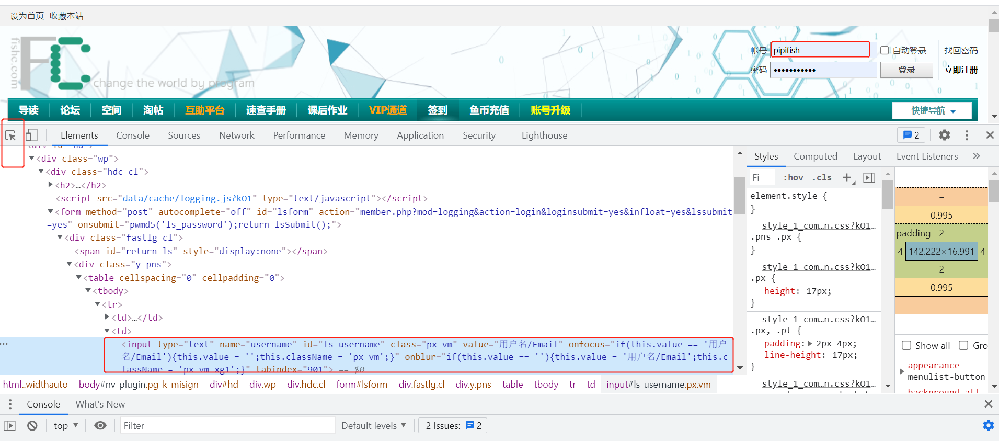 设为首页 收藏本站
fishc.com
change the world by program
帐号 pipifish 自动登录 找回密码
密码 ••••••••••• 登录 立即注册
导读 论坛 空间 淘帖 互助平台 速查手册 课后作业 VIP通道 签到 鱼币充值 账号升级 快捷导航
Elements Console Sources Network Performance Memory Application Security Lighthouse 2
<div class="wp">
<div class="hdc cl">
<h2>…</h2>
<script src="data/cache/logging.js?kO1" type="text/javascript"></script>
<form method="post" autocomplete="off" id="lsform" action="member.php?mod=logging&action=login&loginsubmit=yes&infloat=yes&lssubmit
=yes" onsubmit="pwmd5('ls_password');return lsSubmit();">
<div class="fastlg cl">
<span id="return_ls" style="display:none"></span>
<div class="y pns">
<table cellspacing="0" cellpadding="0">
<tbody>
<tr>
<td>…</td>
<td>
… <input type="text" name="username" id="ls_username" class="px vm" value="用户名/Email" onfocus="if(this.value == '用户
名/Email'){this.value = '';this.className = 'px vm';}" onblur="if(this.value == ''){this.value = '用户名/Email';this.c
lassName = 'px vm xg1';}" tabindex="901"> == $0
html..widthauto body#nv_plugin.pg_k_misign div#hd div.wp div.hdc.cl form#lsform div.fastlg.cl div.y.pns table tbody tr td input#ls_username.px.vm
Styles Computed Layout Event Listeners »
Fi :hov .cls +
element.style {
}
style_1_com…n.css?kO1…
.pns .px {
}
style_1_com…n.css?kO1…
.px {
height: 17px;
}
style_1_com…n.css?kO1…
.px, .pt {
padding: 2px 4px;
line-height: 17px;
}
style_1_com…n.css?kO1…
–
0.995
padding 2
4 142.222×16.991 4
2
0.995
–
Show all Gro
appearance
menulist-button
Console What's New
top Filter Default levels 2 Issues: 2